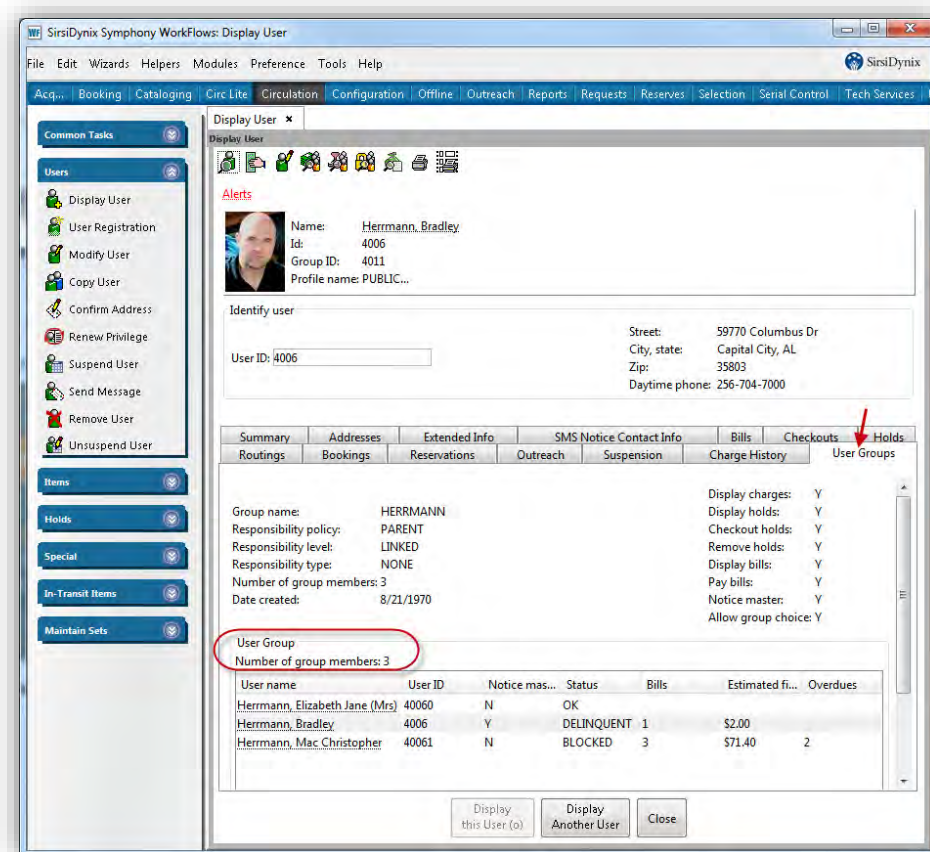 WF SirsiDynix Symphony WorkFlows: Display User
File Edit Wizards Helpers Modules Preference Tools Help
SirsiDynix
Acq... Booking Cataloging Circ Lite Circulation Configuration Offline Outreach Reports Requests Reserves Selection Serial Control Tech Services
Common Tasks
Users
Display User
User Registration
Modify User
Copy User
Confirm Address
Renew Privilege
Suspend User
Send Message
Remove User
Unsuspend User
Items
Holds
Special
In-Transit Items
Maintain Sets
Display User
Display User
Alerts
Name: Herrmann, Bradley
Id: 4006
Group ID: 4011
Profile name: PUBLIC...
Identify user
User ID: 4006
Street: 59770 Columbus Dr
City, state: Capital City, AL
Zip: 35803
Daytime phone: 256-704-7000
Summary Addresses Extended Info SMS Notice Contact Info Bills Checkouts Holds
Routings Bookings Reservations Outreach Suspension Charge History User Groups
Group name: HERRMANN
Responsibility policy: PARENT
Responsibility level: LINKED
Responsibility type: NONE
Number of group members: 3
Date created: 8/21/1970
Display charges: Y
Display holds: Y
Checkout holds: Y
Remove holds: Y
Display bills: Y
Pay bills: Y
Notice master: Y
Allow group choice: Y
User Group
Number of group members: 3
User name User ID Notice mas... Status Bills Estimated fi... Overdues
Herrmann, Elizabeth Jane (Mrs) 40060 N OK
Herrmann, Bradley 4006 Y DELINQUENT 1 $2.00
Herrmann, Mac Christopher 40061 N BLOCKED 3 $71.40 2
Display this User (o)
Display Another User
Close